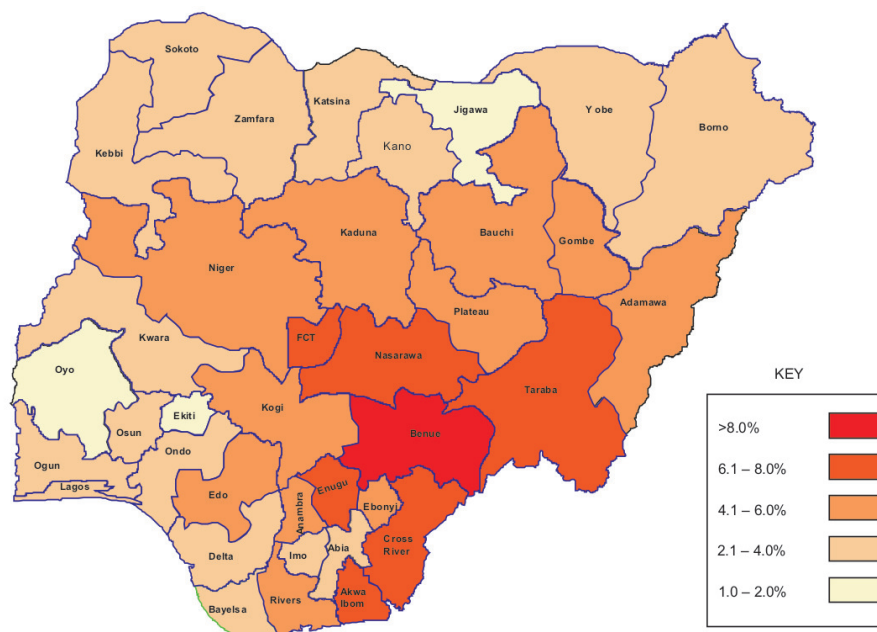 Sokoto
Katsina
Zamfara
Kebbi
Kano
Jigawa
Y obe
Borno
Niger
Kaduna
Bauchi
Gombe
Adamawa
Plateau
FCT
Nasarawa
Taraba
Kwara
Oyo
Kogi
Benue
Ekiti
Osun
Ondo
Ogun
Lagos
Edo
Anambra
Enugu
Ebonyi
Cross
River
Delta
Imo
Abia
Akwa
Ibom
Rivers
Bayelsa
KEY
>8.0%
6.1 – 8.0%
4.1 – 6.0%
2.1 – 4.0%
1.0 – 2.0%